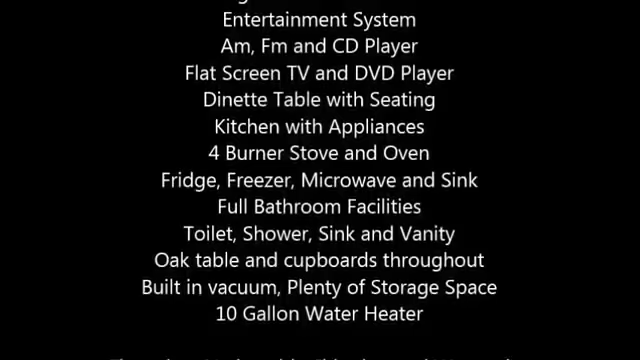 Entertainment System
Am, Fm and CD Player
Flat Screen TV and DVD Player
Dinette Table with Seating
Kitchen with Appliances
4 Burner Stove and Oven
Fridge, Freezer, Microwave and Sink
Full Bathroom Facilities
Toilet, Shower, Sink and Vanity
Oak table and cupboards throughout
Built in vacuum, Plenty of Storage Space
10 Gallon Water Heater